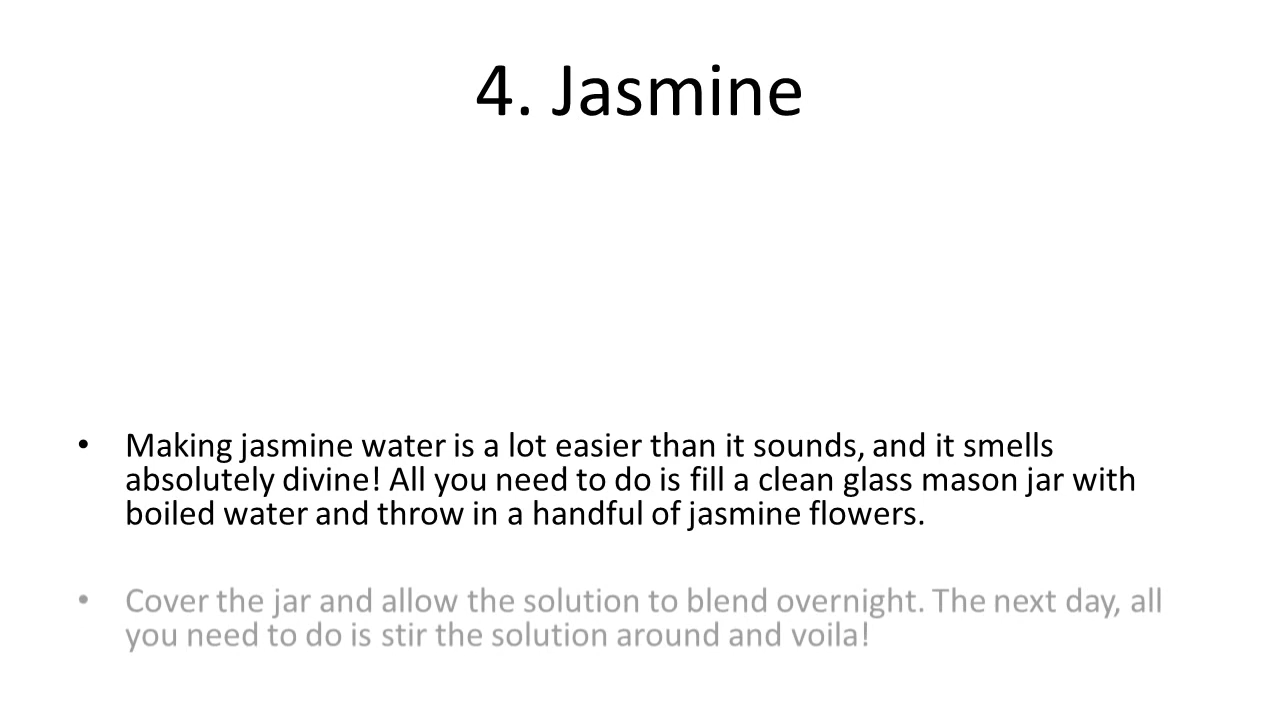 4. Jasmine
• Making jasmine water is a lot easier than it sounds, and it smells
absolutely divine! All you need to do is fill a clean glass mason jar with
boiled water and throw in a handful of jasmine flowers.
• Cover the jar and allow the solution to blend overnight. The next day, all
you need to do is stir the solution around and voila!